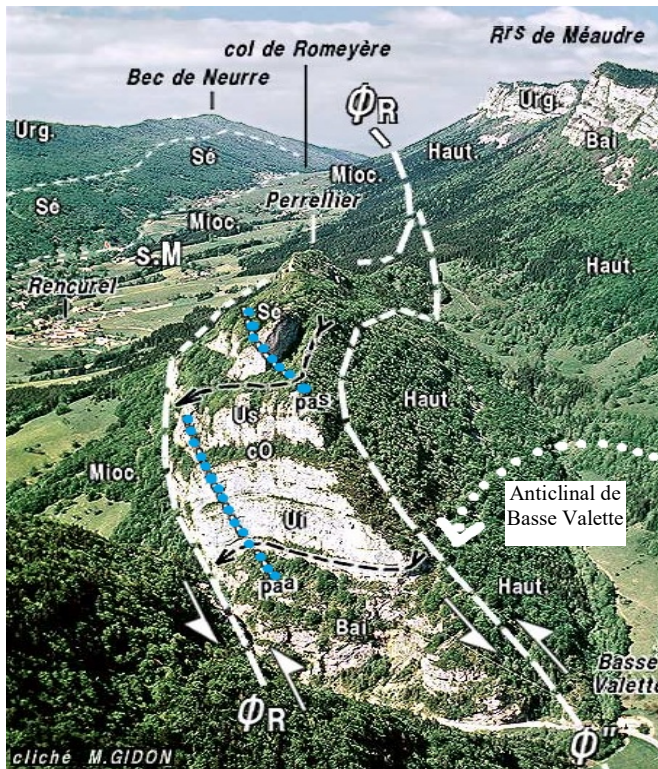 Rrs de Méaudre
col de Romeyère
Bec de Neurre
ΦR
Urg.
Urg.
Sé
Haut.
Bai
Mioc.
Sé
Perrellier
Mioc.
s.M
Haut.
Rencurel
Sé
pas
Us
Haut.
cO
Mioc.
Anticlinal de
Basse Valette
Ui
paa
Haut.
Bai
Basse
Valette
ΦR
Φ"
cliché M.GIDON